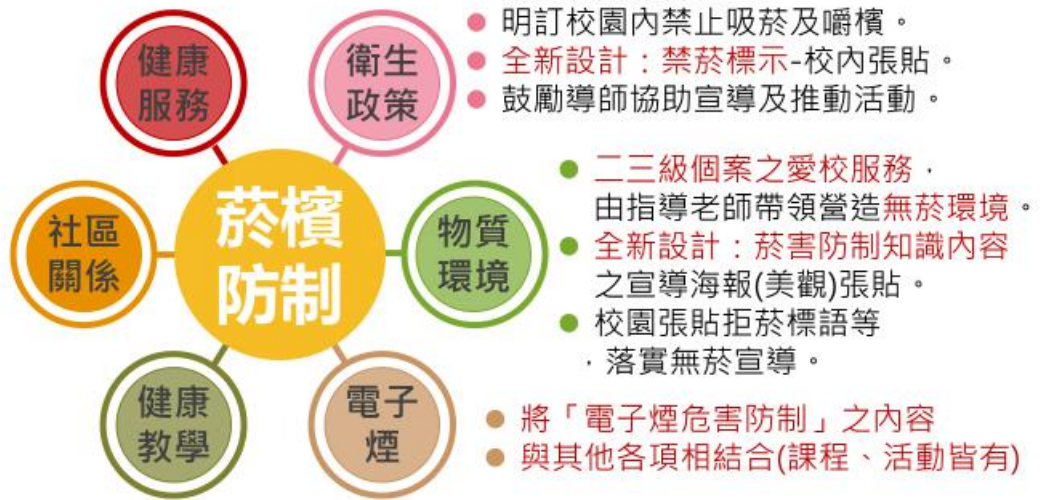 健康
服務
衛生
政策
明訂校園內禁止吸菸及嚼檳。
全新設計：禁菸標示-校內張貼。
鼓勵導師協助宣導及推動活動。
社區
關係
菸檳
防制
物質
環境
二三級個案之愛校服務，
由指導老師帶領營造無菸環境。
全新設計：菸害防制知識內容
之宣導海報(美觀)張貼。
校園張貼拒菸標語等
，落實無菸宣導。
健康
教學
電子
煙
將「電子煙危害防制」之內容
與其他各項相結合(課程、活動皆有)